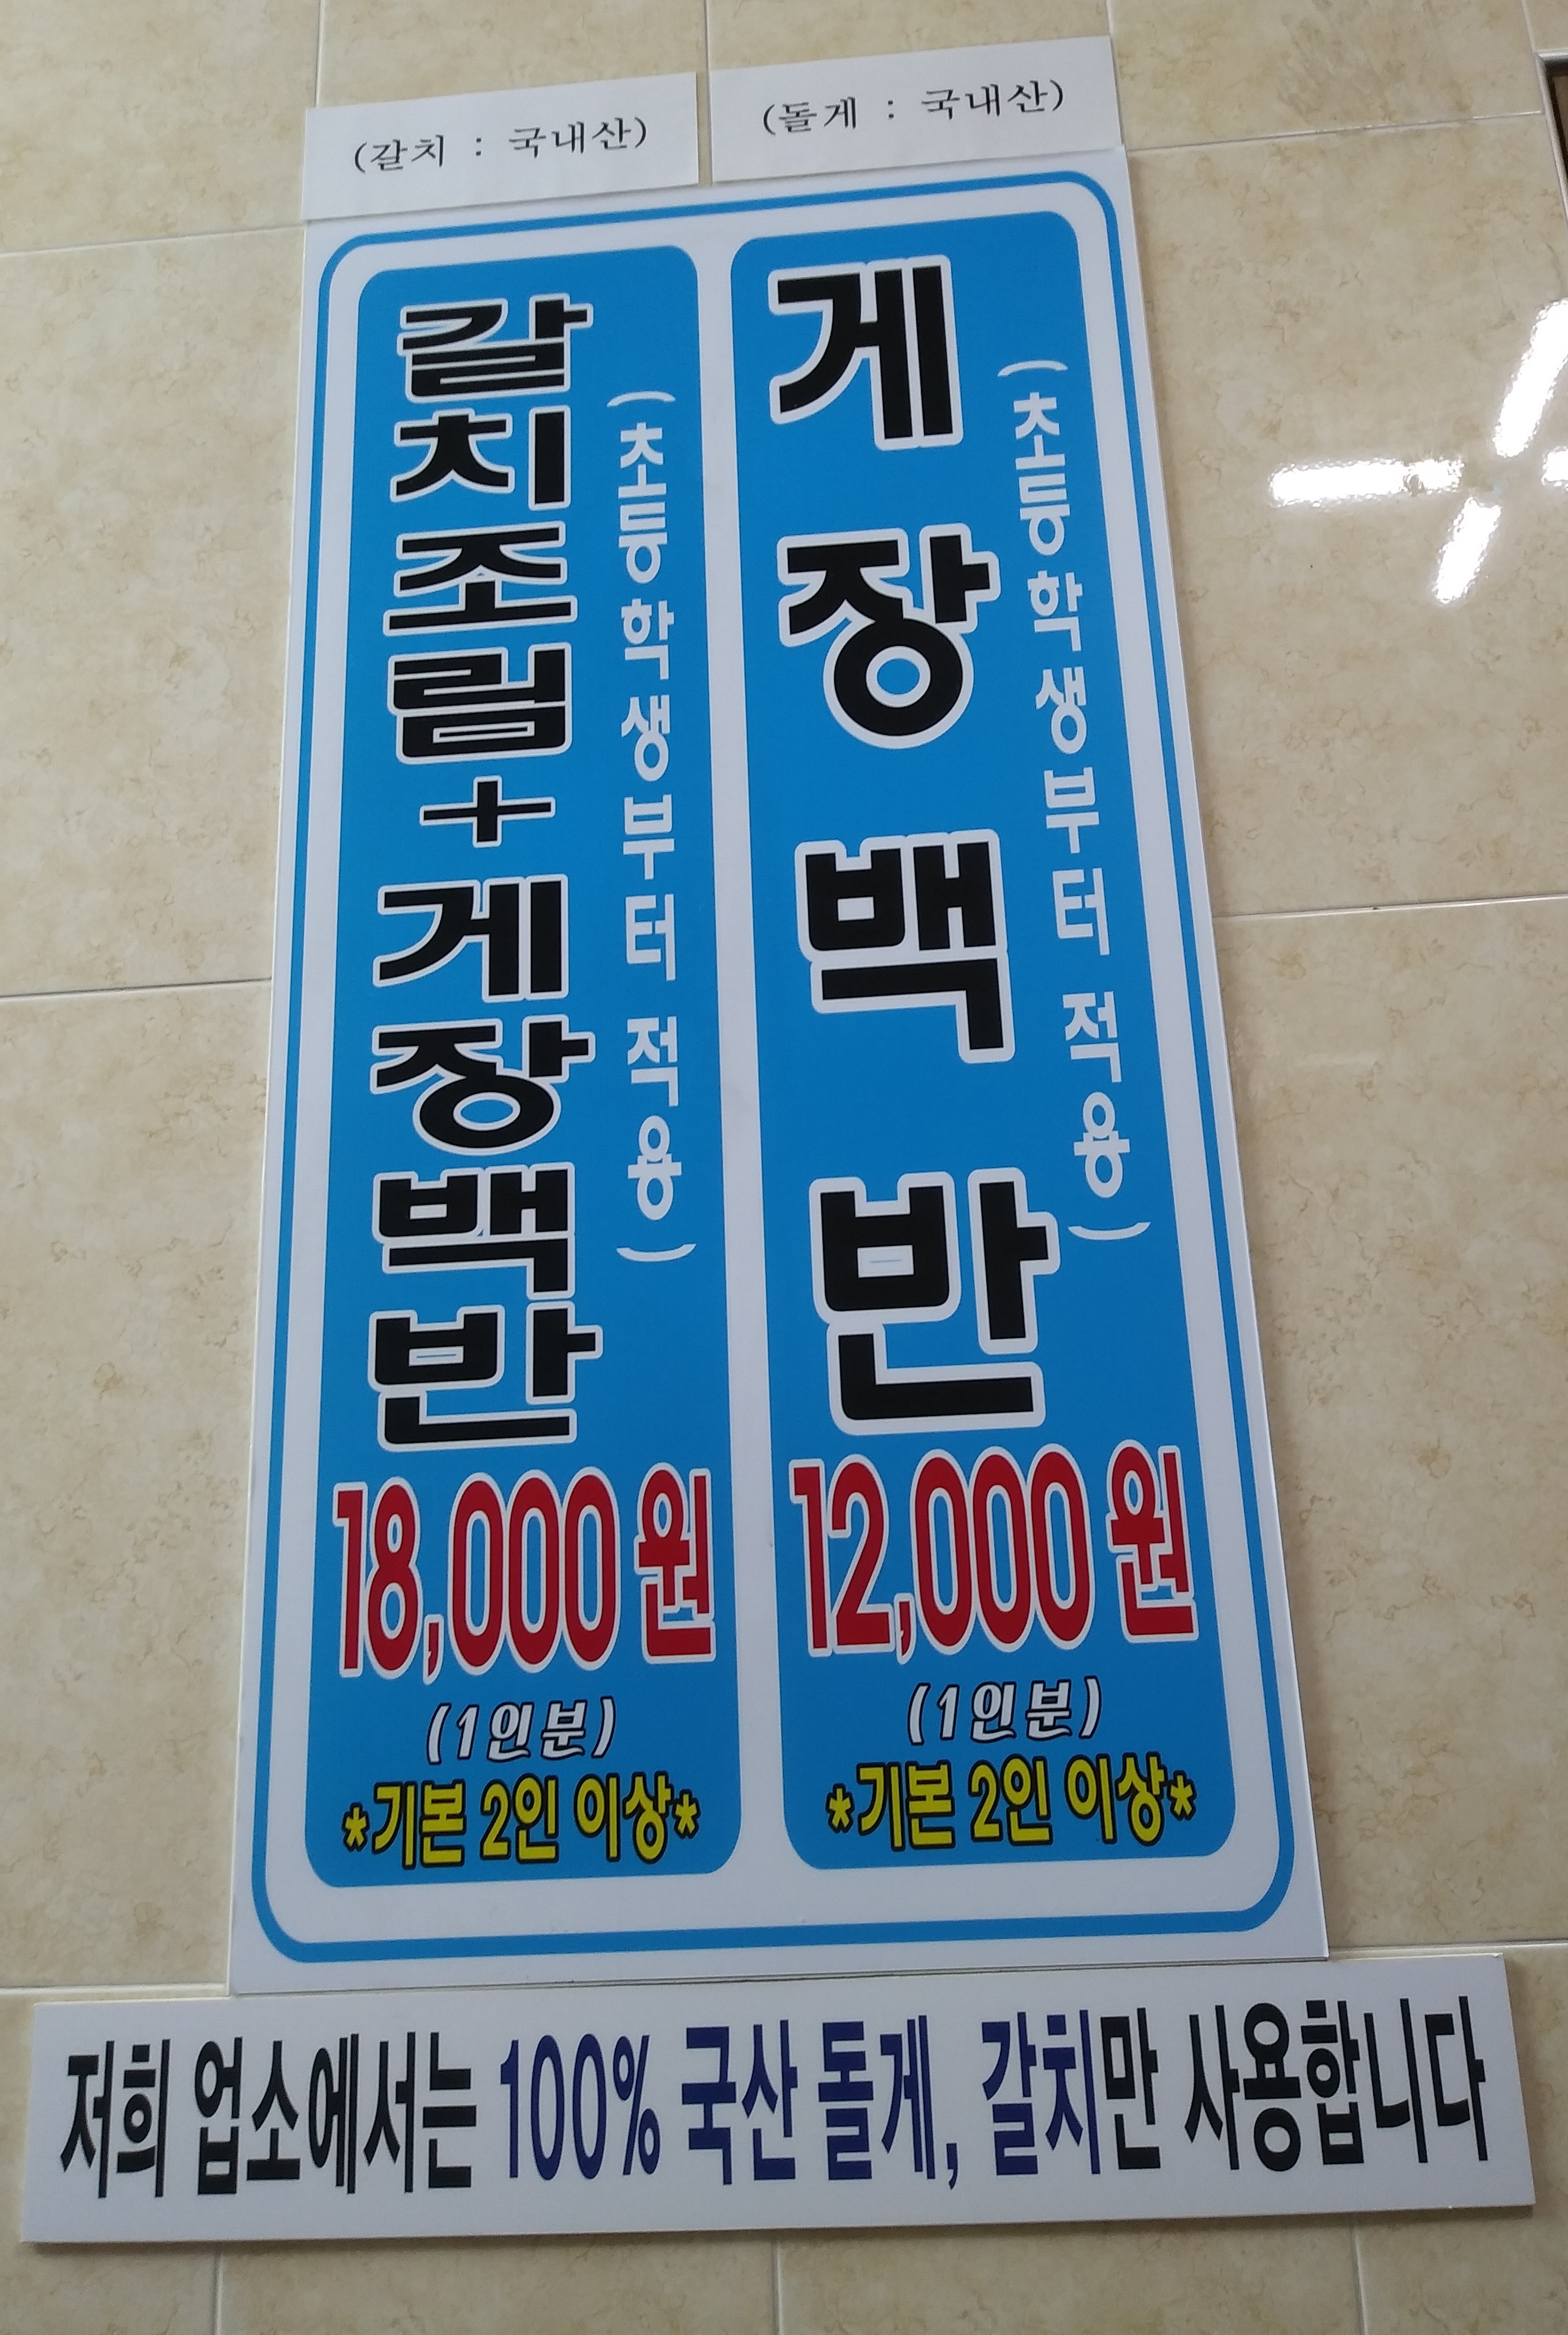 (갈치 : 국내산)
(돌게 : 국내산)
갈치조림+게장백반
(초등학생부터 적용)
18,000원
(1인분)
*기본 2인 이상*
게장백반
(초등학생부터 적용)
12,000원
(1인분)
*기본 2인 이상*
저희 업소에서는 100% 국산 돌게, 갈치만 사용합니다